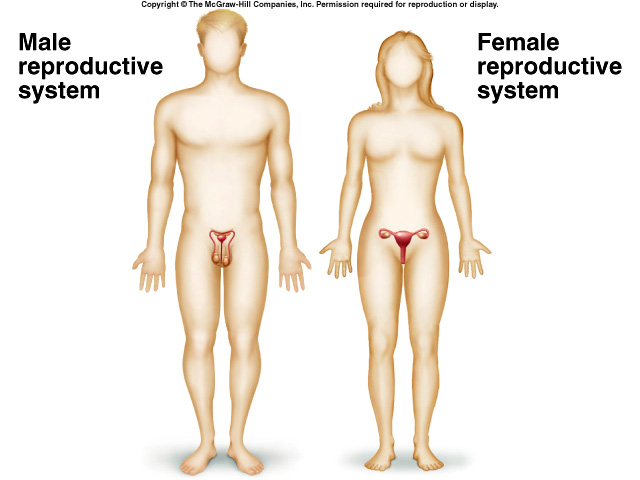 Copyright © The McGraw-Hill Companies, Inc. Permission required for reproduction or display.
Male
reproductive
system
Female
reproductive
system